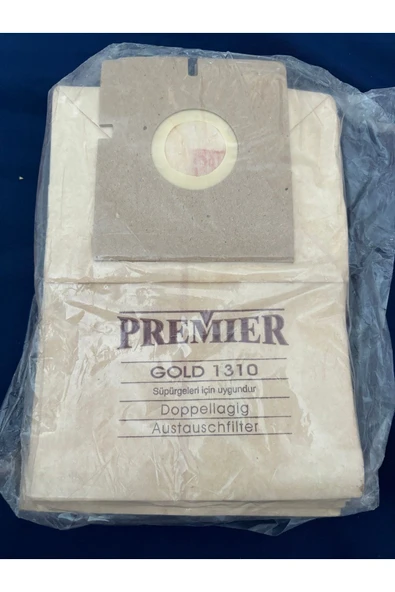 PREMIER
GOLD 1310
Süpürgeleri için uygundur
Doppellagig
Austauschfilter